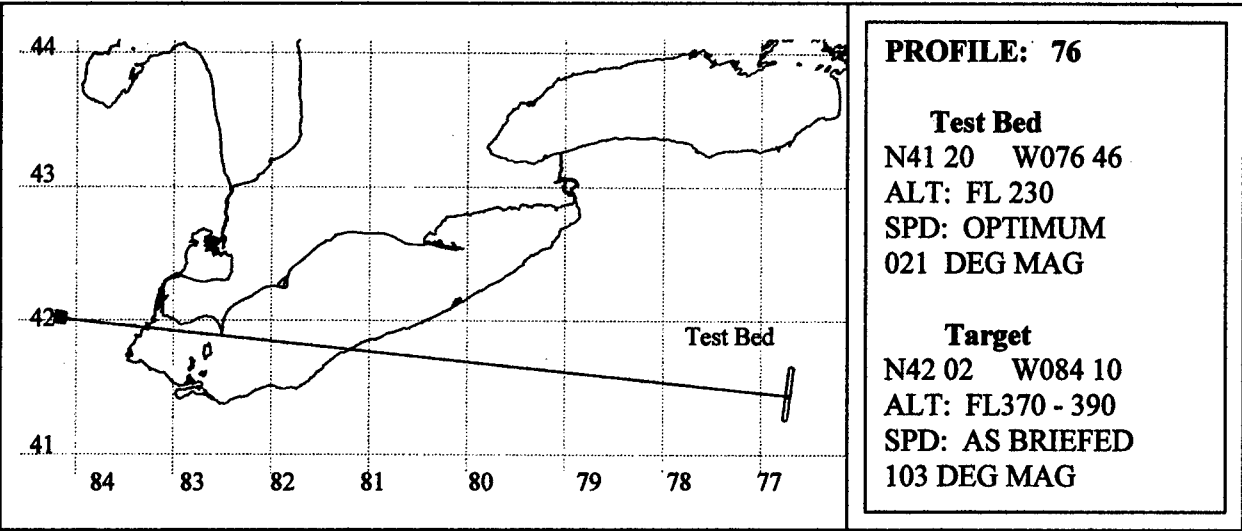 44
43
42
41
84 83 82 81 80 79 78 77
Test Bed
PROFILE: 76
Test Bed
N41 20 W076 46
ALT: FL 230
SPD: OPTIMUM
021 DEG MAG
Target
N42 02 W084 10
ALT: FL370 - 390
SPD: AS BRIEFED
103 DEG MAG